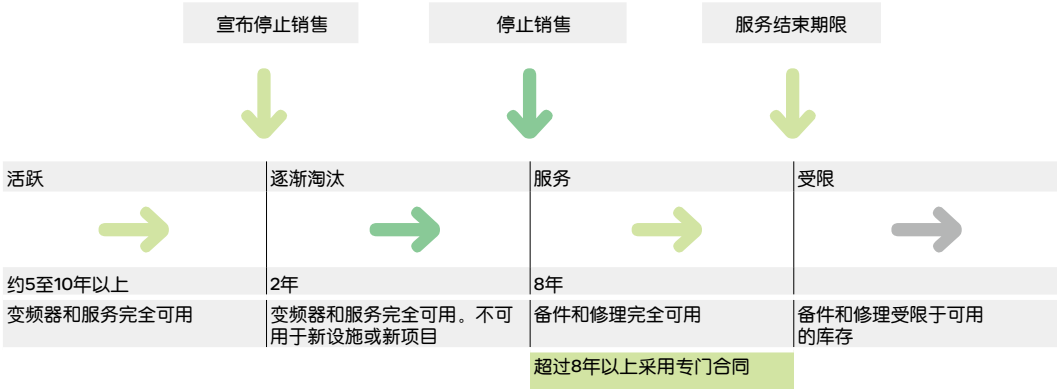 宣布停止销售
停止销售
服务结束期限
活跃
逐渐淘汰
服务
受限
约5至10年以上
2年
8年
变频器和服务完全可用
变频器和服务完全可用。不可
用于新设施或新项目
备件和修理完全可用
备件和修理受限于可用
的库存
超过8年以上采用专门合同